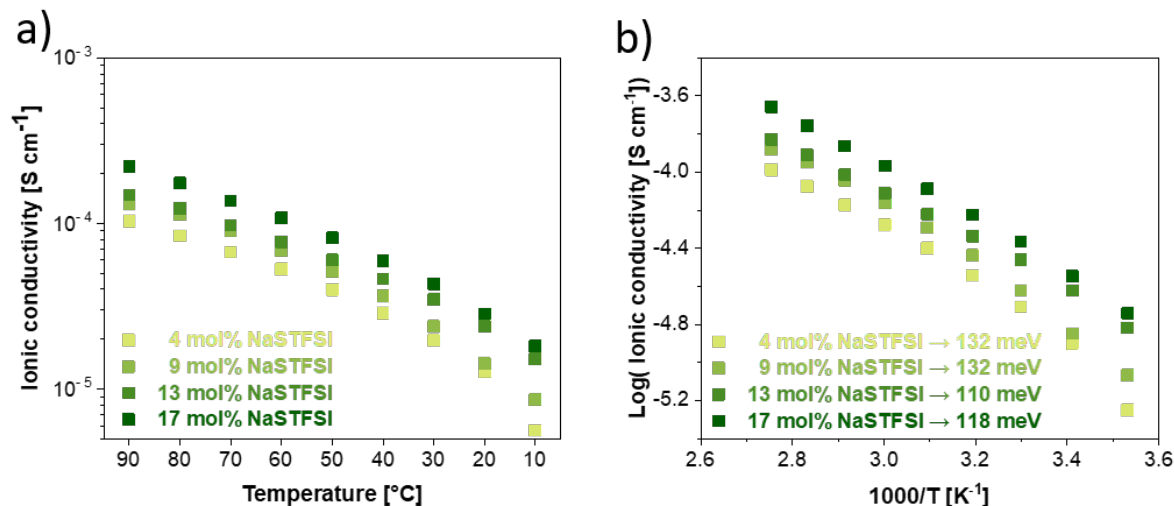 a)
Ionic conductivity [S cm⁻¹]
10⁻³
10⁻⁴
10⁻⁵
4 mol% NaSTFSI
9 mol% NaSTFSI
13 mol% NaSTFSI
17 mol% NaSTFSI
90 80 70 60 50 40 30 20 10
Temperature [°C]
b)
Log( Ionic conductivity [S cm⁻¹])
-3.6
-4.0
-4.4
-4.8
-5.2
4 mol% NaSTFSI → 132 meV
9 mol% NaSTFSI → 132 meV
13 mol% NaSTFSI → 110 meV
17 mol% NaSTFSI → 118 meV
2.6 2.8 3.0 3.2 3.4 3.6
1000/T [K⁻¹]